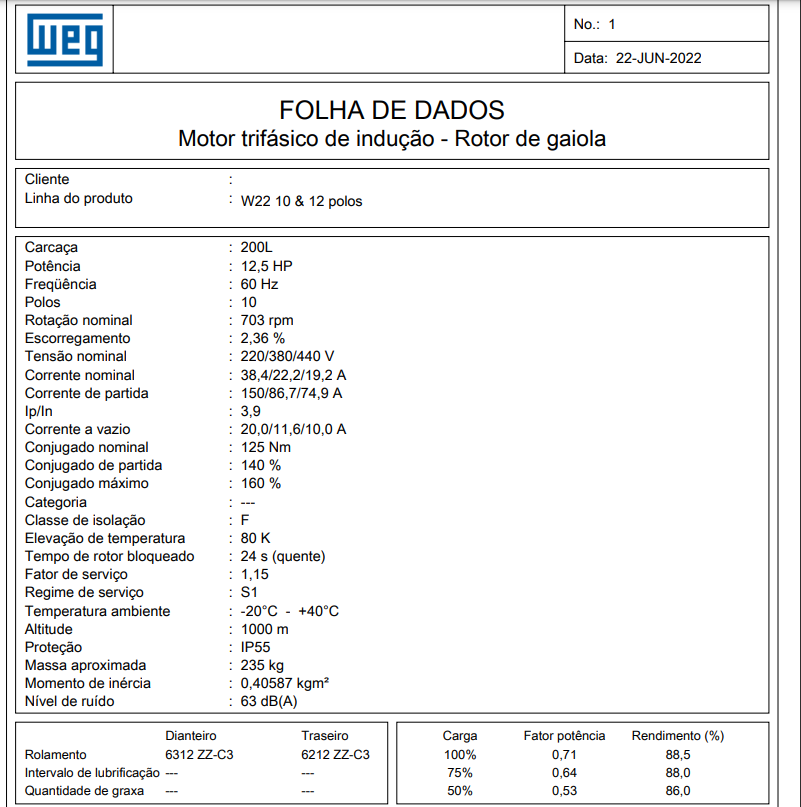 weg
No.: 1
Data: 22-JUN-2022
FOLHA DE DADOS
Motor trifásico de indução - Rotor de gaiola
Cliente :
Linha do produto : W22 10 & 12 polos
Carcaça : 200L
Potência : 12,5 HP
Freqüência : 60 Hz
Polos : 10
Rotação nominal : 703 rpm
Escorregamento : 2,36 %
Tensão nominal : 220/380/440 V
Corrente nominal : 38,4/22,2/19,2 A
Corrente de partida : 150/86,7/74,9 A
Ip/In : 3,9
Corrente a vazio : 20,0/11,6/10,0 A
Conjugado nominal : 125 Nm
Conjugado de partida : 140 %
Conjugado máximo : 160 %
Categoria : ---
Classe de isolação : F
Elevação de temperatura : 80 K
Tempo de rotor bloqueado : 24 s (quente)
Fator de serviço : 1,15
Regime de serviço : S1
Temperatura ambiente : -20°C - +40°C
Altitude : 1000 m
Proteção : IP55
Massa aproximada : 235 kg
Momento de inércia : 0,40587 kgm²
Nível de ruído : 63 dB(A)
Dianteiro Traseiro
Rolamento 6312 ZZ-C3 6212 ZZ-C3
Intervalo de lubrificação --- ---
Quantidade de graxa --- ---
Carga Fator potência Rendimento (%)
100% 0,71 88,5
75% 0,64 88,0
50% 0,53 86,0